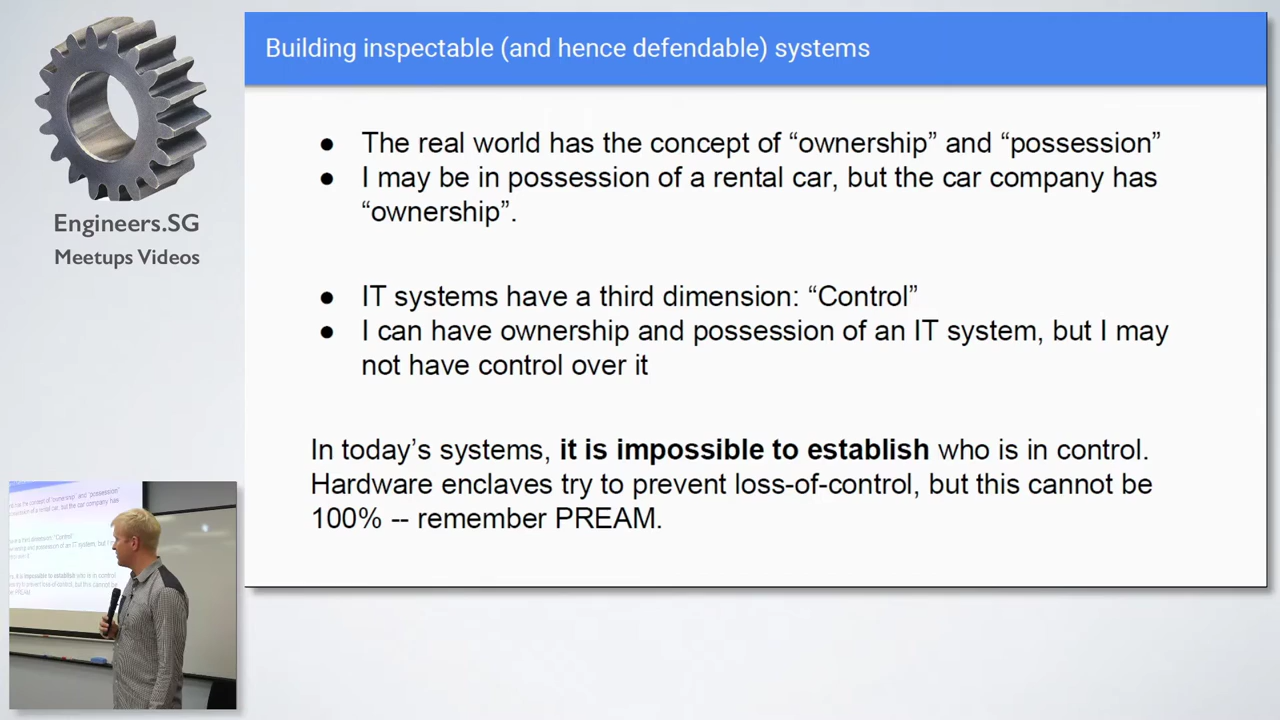 Building inspectable (and hence defendable) systems
● The real world has the concept of “ownership” and “possession”
● I may be in possession of a rental car, but the car company has
“ownership”.
● IT systems have a third dimension: “Control”
● I can have ownership and possession of an IT system, but I may
not have control over it
In today’s systems, it is impossible to establish who is in control.
Hardware enclaves try to prevent loss-of-control, but this cannot be
100% -- remember PREAM.
Engineers.SG
Meetups Videos